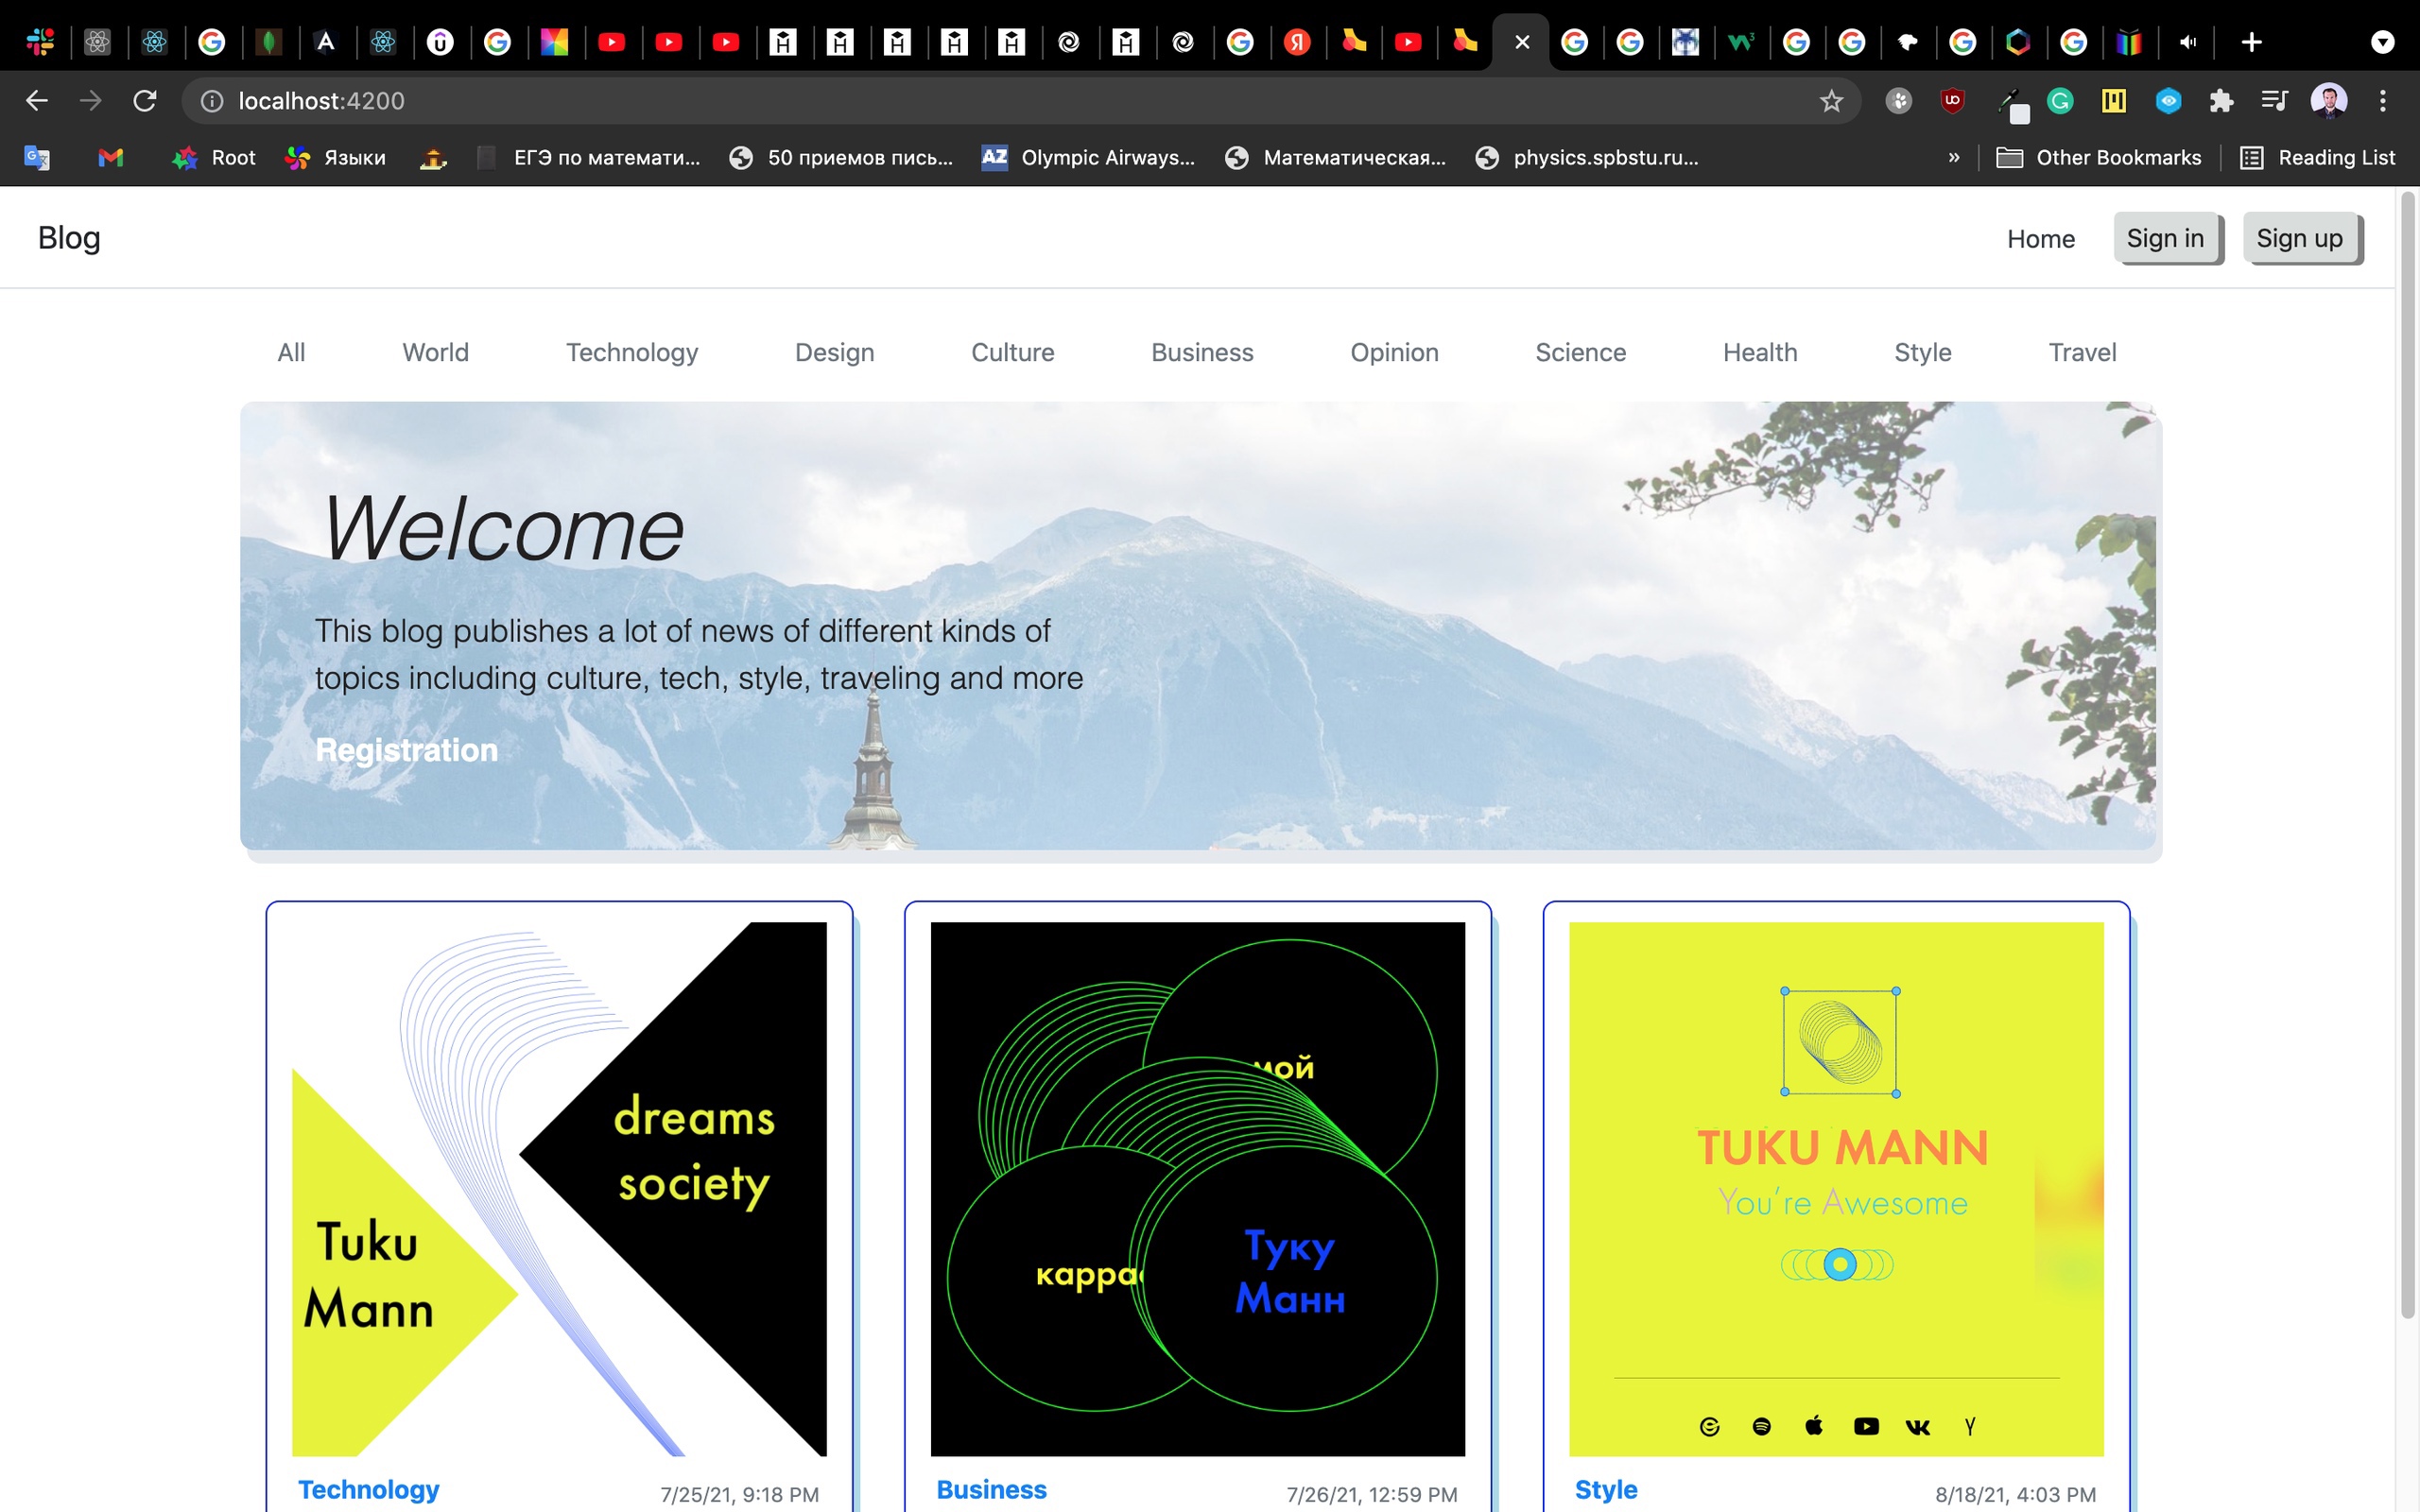 localhost:4200
Root
Языки
ЕГЭ по математи...
50 приемов пись...
AZ
Olympic Airways...
Математическая...
physics.spbstu.ru...
»
Other Bookmarks
Reading List
Blog
Home
Sign in
Sign up
All
World
Technology
Design
Culture
Business
Opinion
Science
Health
Style
Travel
Welcome
This blog publishes a lot of news of different kinds of
topics including culture, tech, style, traveling and more
Registration
dreams
society
Tuku
Mann
мой
карра
Туку
Манн
TUKU MANN
You're Awesome
Technology
7/25/21, 9:18 PM
Business
7/26/21, 12:59 PM
Style
8/18/21, 4:03 PM